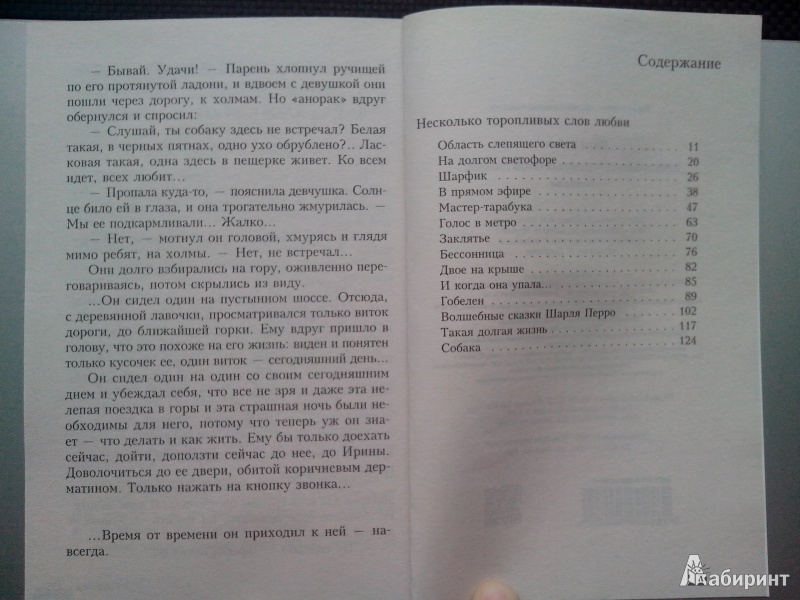 — Бывай. Удачи! — Парень хлопнул ручищей
по его протянутой ладони, и вдвоем с девушкой они
пошли через дорогу, к холмам. Но «анорак» вдруг
обернулся и спросил:
— Слушай, ты собаку здесь не встречал? Белая
такая, в черных пятнах, одно ухо обрублено?.. Лас-
ковая такая, одна здесь в пещерке живет. Ко всем
идет, всех любит...
— Пропала куда-то, — пояснила девчушка. Солн-
це било ей в глаза, и она трогательно жмурилась. —
Мы ее подкармливали... Жалко...
— Нет, — мотнул он головой, хмурясь и глядя
мимо ребят, на холмы. — Нет, не встречал...
Они долго взбирались на гору, оживленно пере-
говариваясь, потом скрылись из виду.
...Он сидел один на пустынном шоссе. Отсюда,
с деревянной лавочки, просматривался только виток
дороги, до ближайшей горки. Ему вдруг пришло в
голову, что это похоже на его жизнь: виден и понятен
только кусочек ее, один виток — сегодняшний день...
Он сидел один на один со своим сегодняшним
днем и убеждал себя, что все не зря и даже эта не-
лепая поездка в горы и эта страшная ночь были не-
обходимы для него, потому что теперь уж он зна-
ет — что делать и как жить. Ему бы только доехать
сейчас, дойти, доползти сейчас до нее, до Ирины.
Доволочиться до ее двери, обитой коричневым дер-
матином. Только нажать на кнопку звонка...
...Время от времени он приходил к ней — на-
всегда.
Содержание
Несколько торопливых слов любви
Область слепящего света . . . . . . . . . . . . 11
На долгом светофоре . . . . . . . . . . . . 20
Шарфик . . . . . . . . . . . . 26
В прямом эфире . . . . . . . . . . . . 38
Мастер-тарабука . . . . . . . . . . . . 47
Голос в метро . . . . . . . . . . . . 63
Заклятье . . . . . . . . . . . . 70
Бессонница . . . . . . . . . . . . 76
Двое на крыше . . . . . . . . . . . . 82
И когда она упала... . . . . . . . . . . . . 85
Гобелен . . . . . . . . . . . . 89
Волшебные сказки Шарля Перро . . . . . . . . 102
Такая долгая жизнь . . . . . . . . . . . . 117
Собака . . . . . . . . . . . . 124
Лабиринт